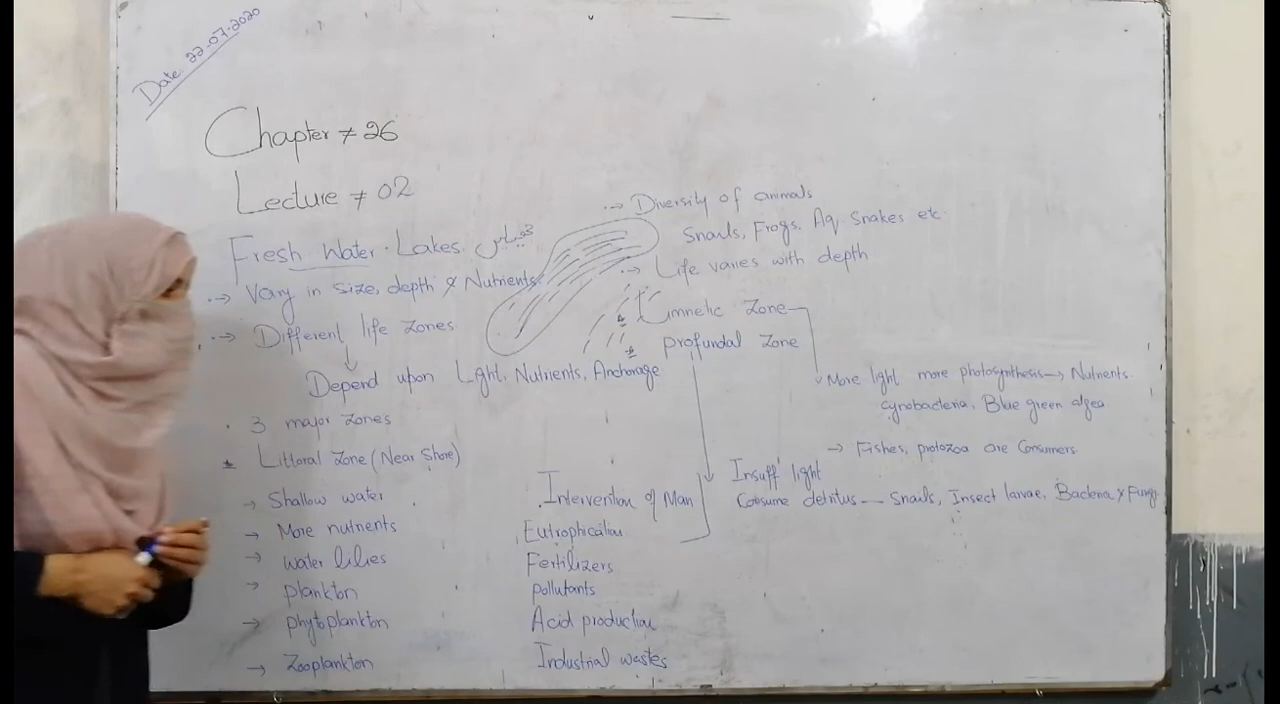 Date: 22-07-2020
Chapter # 26
Lecture # 02
Fresh Water Lakes.
.→ Vary in size, depth & Nutrients.
.→ Different life zones
↓
Depend upon Light, Nutrients, Anchorage
. 3 major zones
* Littoral zone (Near Shore)
→ Shallow water
→ More nutrients
→ Water lilies
→ plankton
→ phytoplankton
→ Zooplankton
.→ Diversity of animals
Snails, Frogs, Aq. Snakes etc
.→ Life varies with depth
* Limnetic Zone
* profundal zone
More light more photosynthesis → Nutrients.
cynobacteria, Blue green algea
→ Fishes, protozoa are Consumers.
Insuff light
Consume detritus — Snails, Insect larvae, Bacteria, & Fungi
Intervention of Man
Eutrophication
Fertilizers
pollutants
Acid production
Industrial wastes